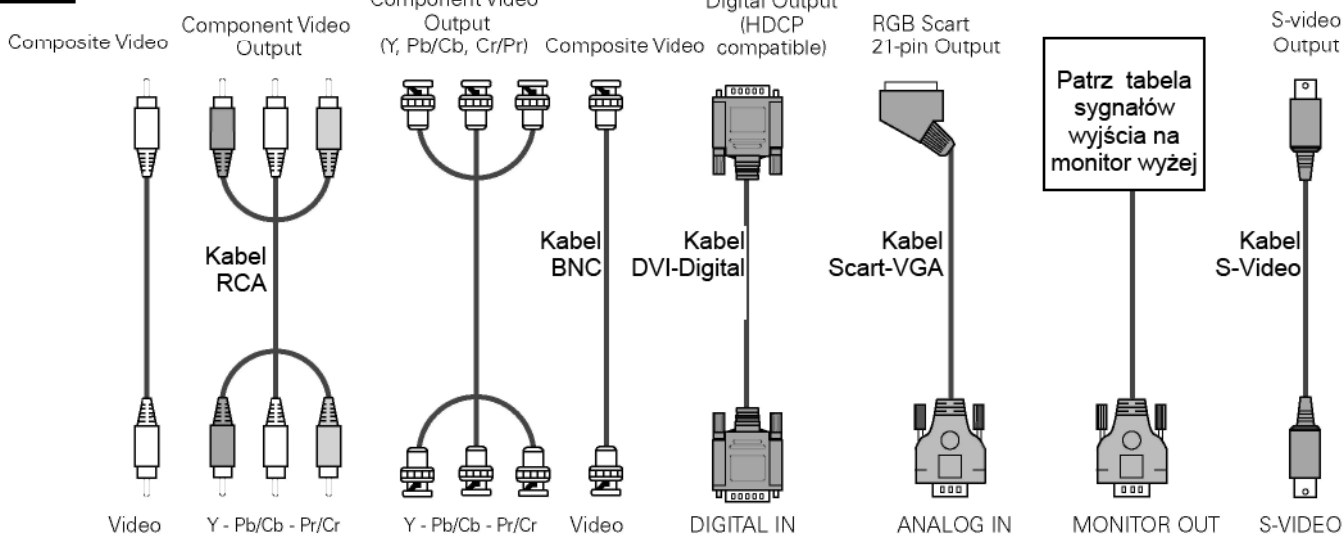 Composite Video
Component Video
Output
Component Video
Output
(Y, Pb/Cb, Cr/Pr)
Composite Video
Digital Output
(HDCP
compatible)
RGB Scart
21-pin Output
S-video
Output
Patrz tabela
sygnałów
wyjścia na
monitor wyżej
Kabel
RCA
Kabel
BNC
Kabel
DVI-Digital
Kabel
Scart-VGA
Kabel
S-Video
Video
Y - Pb/Cb - Pr/Cr
Y - Pb/Cb - Pr/Cr
Video
DIGITAL IN
ANALOG IN
MONITOR OUT
S-VIDEO